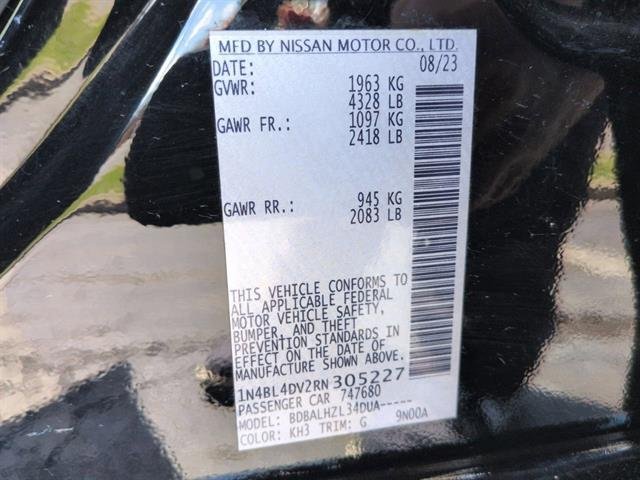 MFD BY NISSAN MOTOR CO., LTD.
DATE: 08/23
GVWR: 1963 KG
4328 LB
GAWR FR.: 1097 KG
2418 LB
GAWR RR.: 945 KG
2083 LB
THIS VEHICLE CONFORMS TO
ALL APPLICABLE FEDERAL
MOTOR VEHICLE SAFETY,
BUMPER, AND THEFT
PREVENTION STANDARDS IN
EFFECT ON THE DATE OF
MANUFACTURE SHOWN ABOVE.
1N4BL4DV2RN305227
PASSENGER CAR 747680
MODEL: BDBALHZL34DUA-----
COLOR: KH3 TRIM: G 9N00A